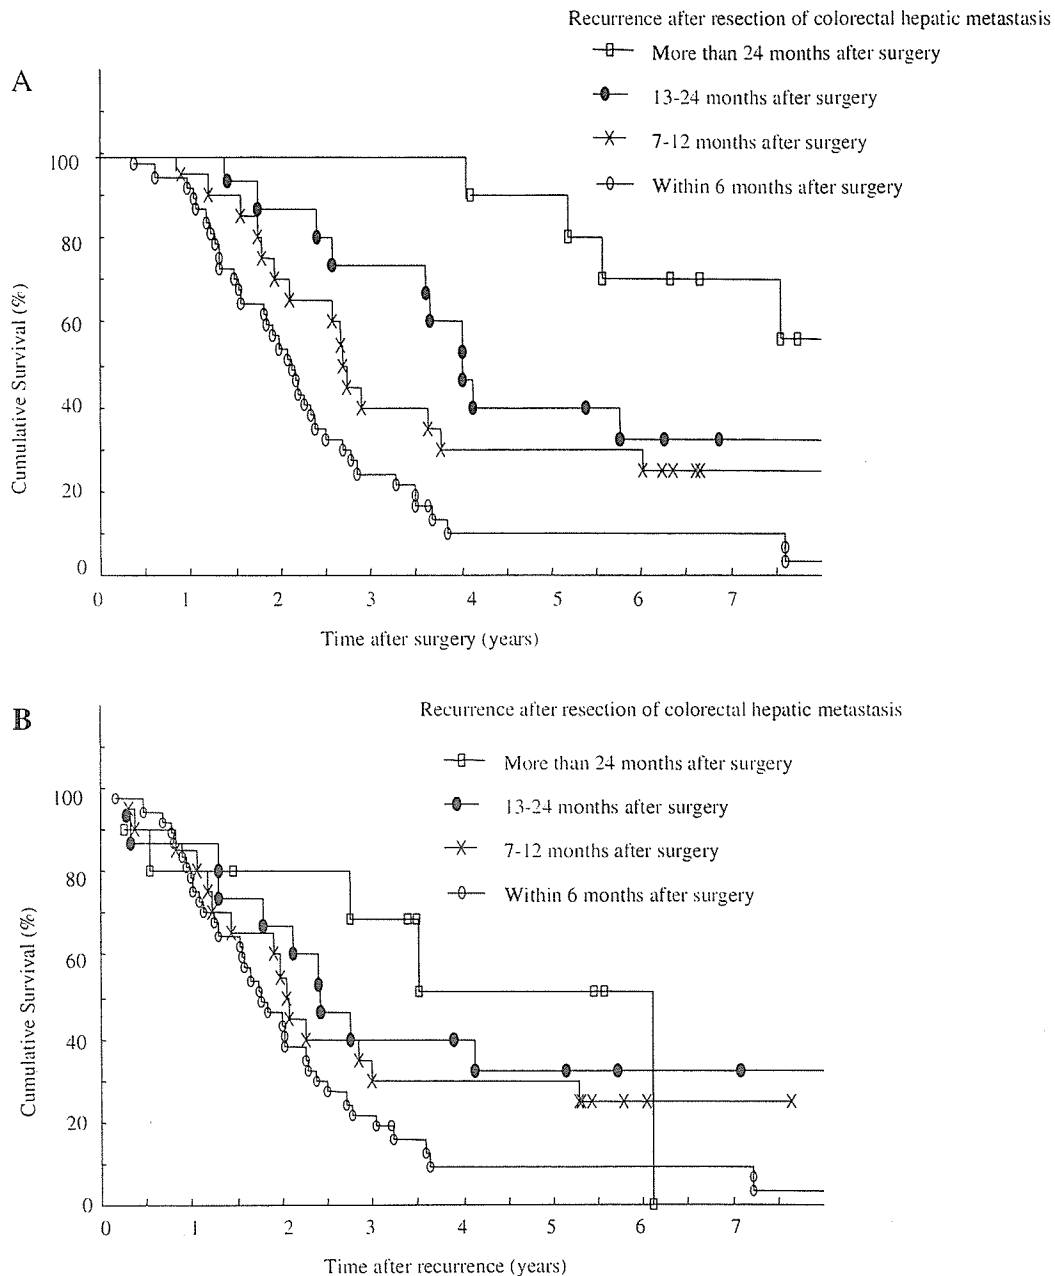 Recurrence after resection of colorectal hepatic metastasis
More than 24 months after surgery
A
13-24 months after surgery
7-12 months after surgery
Within 6 months after surgery
100
80
60
40
20
0
Cumulative Survival (%)
0 1 2 3 4 5 6 7
Time after surgery (years)
B
Recurrence after resection of colorectal hepatic metastasis
More than 24 months after surgery
13-24 months after surgery
7-12 months after surgery
Within 6 months after surgery
100
80
60
40
20
0
Cumulative Survival (%)
0 1 2 3 4 5 6 7
Time after recurrence (years)